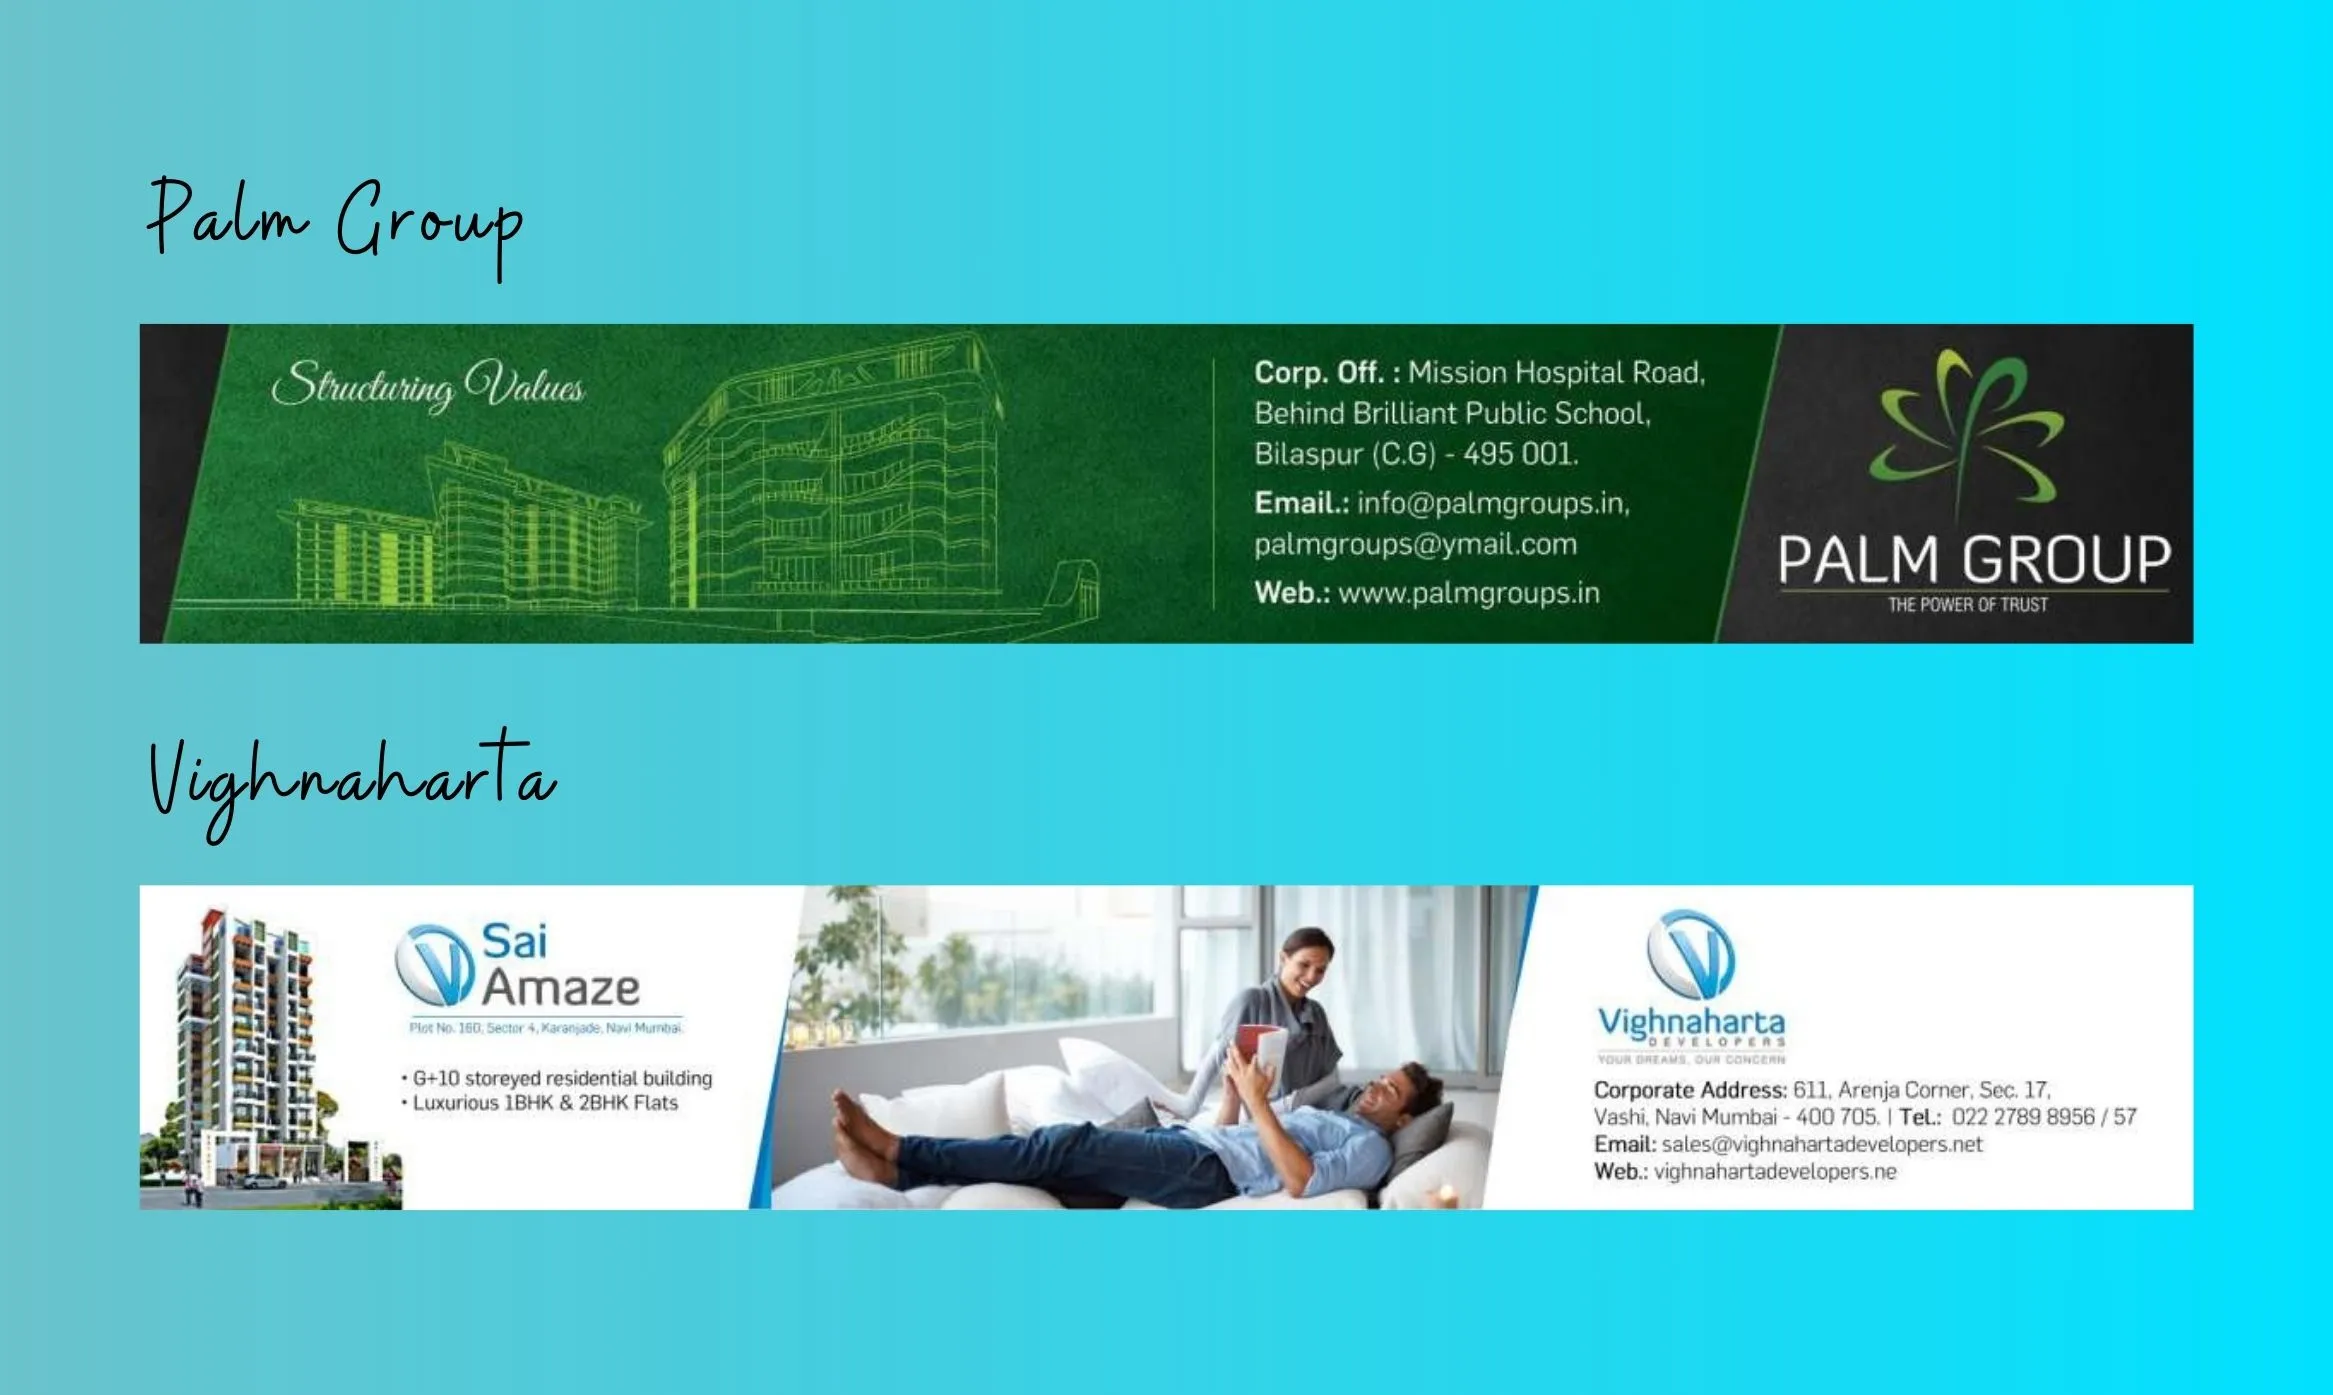 Palm Group
Structuring Values
Corp. Off. : Mission Hospital Road,
Behind Brilliant Public School,
Bilaspur (C.G) - 495 001.
Email.: info@palmgroups.in,
palmgroups@ymail.com
Web.: www.palmgroups.in
PALM GROUP
THE POWER OF TRUST
Vighnaharta
Sai
Amaze
Plot No. 16D, Sector 4, Karanjade, Navi Mumbai.
• G+10 storeyed residential building
• Luxurious 1BHK & 2BHK Flats
Vighnaharta
DEVELOPERS
YOUR DREAMS, OUR CONCERN
Corporate Address: 611, Arenja Corner, Sec. 17,
Vashi, Navi Mumbai - 400 705. | Tel.: 022 2789 8956 / 57
Email: sales@vighnahartadevelopers.net
Web.: vighnahartadevelopers.ne